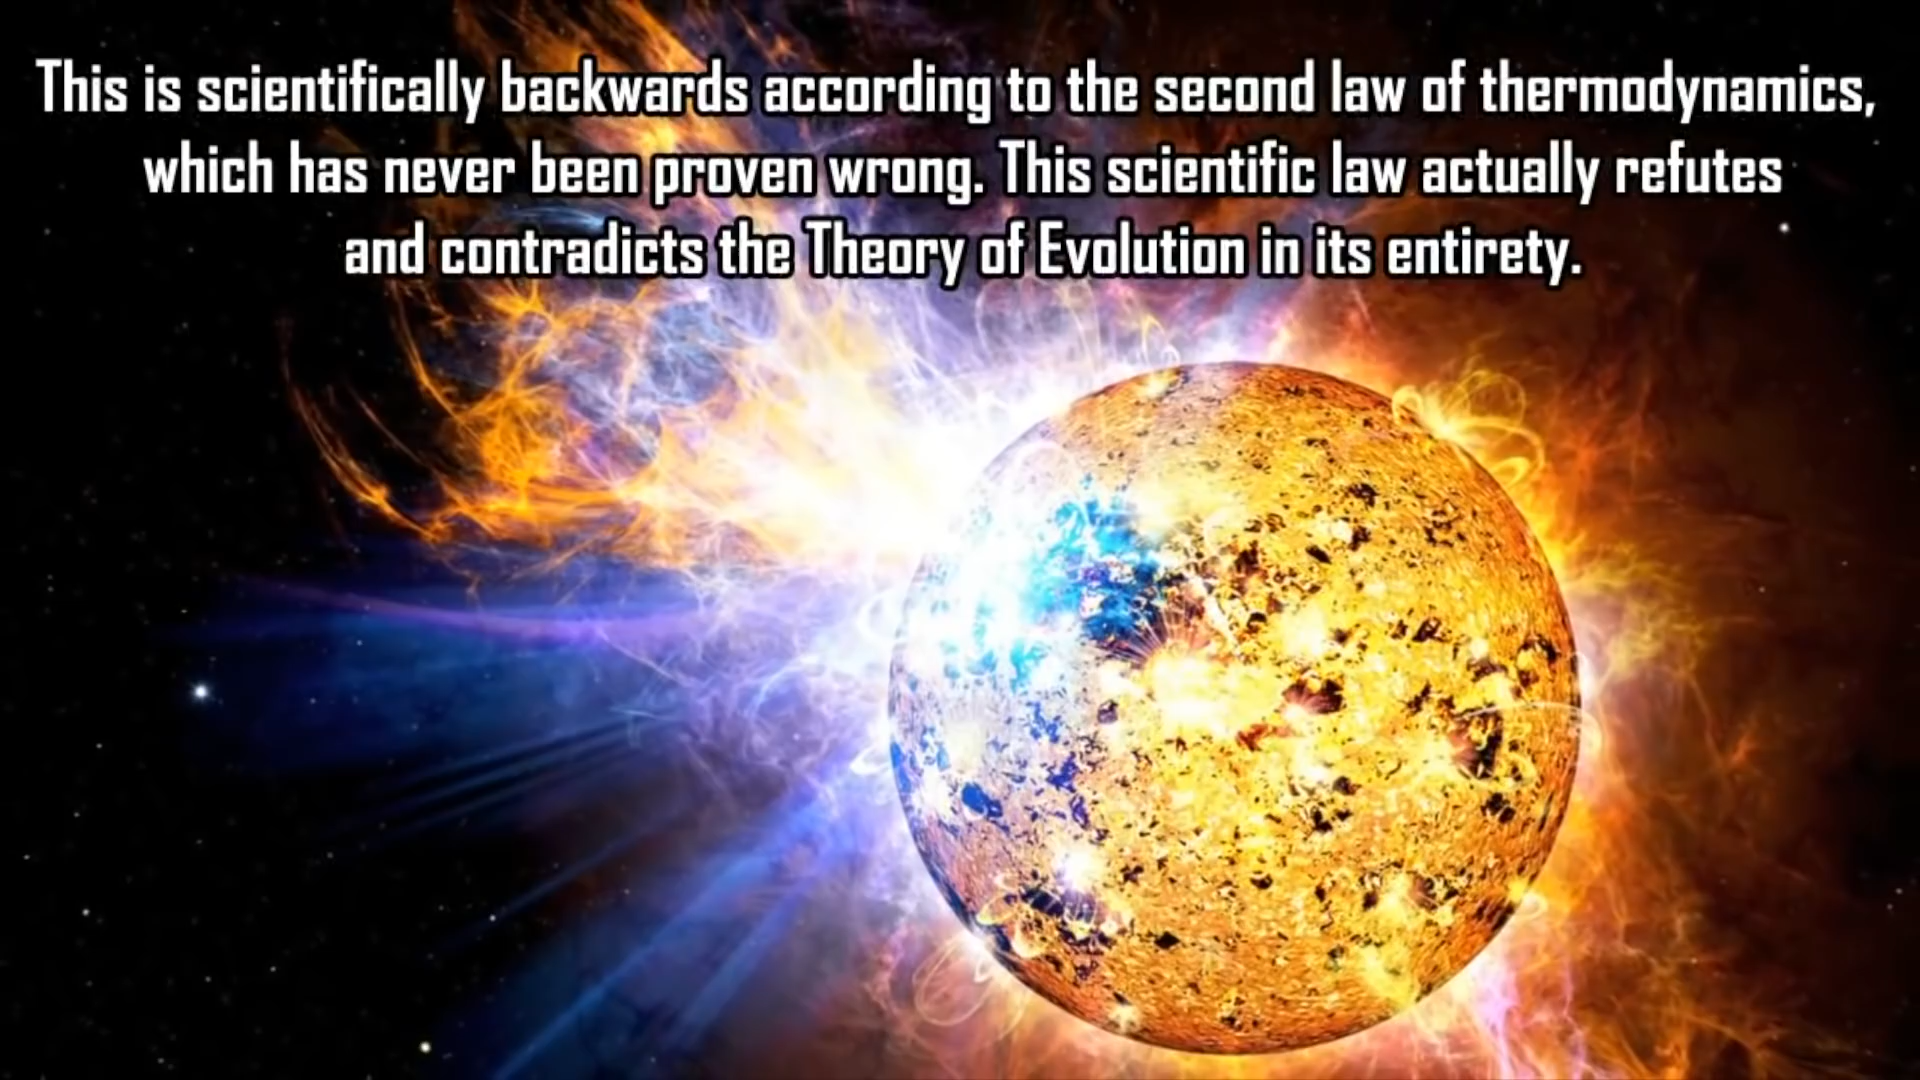 This is scientifically backwards according to the second law of thermodynamics,
which has never been proven wrong. This scientific law actually refutes
and contradicts the Theory of Evolution in its entirety.